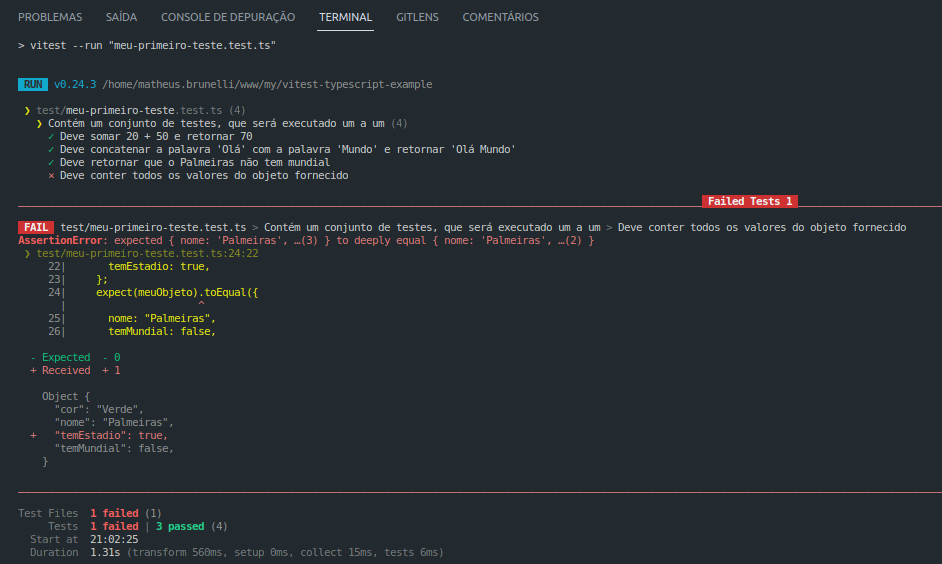 PROBLEMAS SAÍDA CONSOLE DE DEPURAÇÃO TERMINAL GITLENS COMENTÁRIOS
> vitest --run "meu-primeiro-teste.test.ts"
RUN v0.24.3 /home/matheus.brunelli/www/my/vitest-typescript-example
❯ test/meu-primeiro-teste.test.ts (4)
❯ Contém um conjunto de testes, que será executado um a um (4)
✓ Deve somar 20 + 50 e retornar 70
✓ Deve concatenar a palavra 'Olá' com a palavra 'Mundo' e retornar 'Olá Mundo'
✓ Deve retornar que o Palmeiras não tem mundial
× Deve conter todos os valores do objeto fornecido
Failed Tests 1
FAIL test/meu-primeiro-teste.test.ts > Contém um conjunto de testes, que será executado um a um > Deve conter todos os valores do objeto fornecido
AssertionError: expected { nome: 'Palmeiras', …(3) } to deeply equal { nome: 'Palmeiras', …(2) }
❯ test/meu-primeiro-teste.test.ts:24:22
22| temEstadio: true,
23| };
24| expect(meuObjeto).toEqual({
| ^
25| nome: "Palmeiras",
26| temMundial: false,
- Expected - 0
+ Received + 1
Object {
"cor": "Verde",
"nome": "Palmeiras",
+ "temEstadio": true,
"temMundial": false,
}
Test Files 1 failed (1)
Tests 1 failed | 3 passed (4)
Start at 21:02:25
Duration 1.31s (transform 560ms, setup 0ms, collect 15ms, tests 6ms)